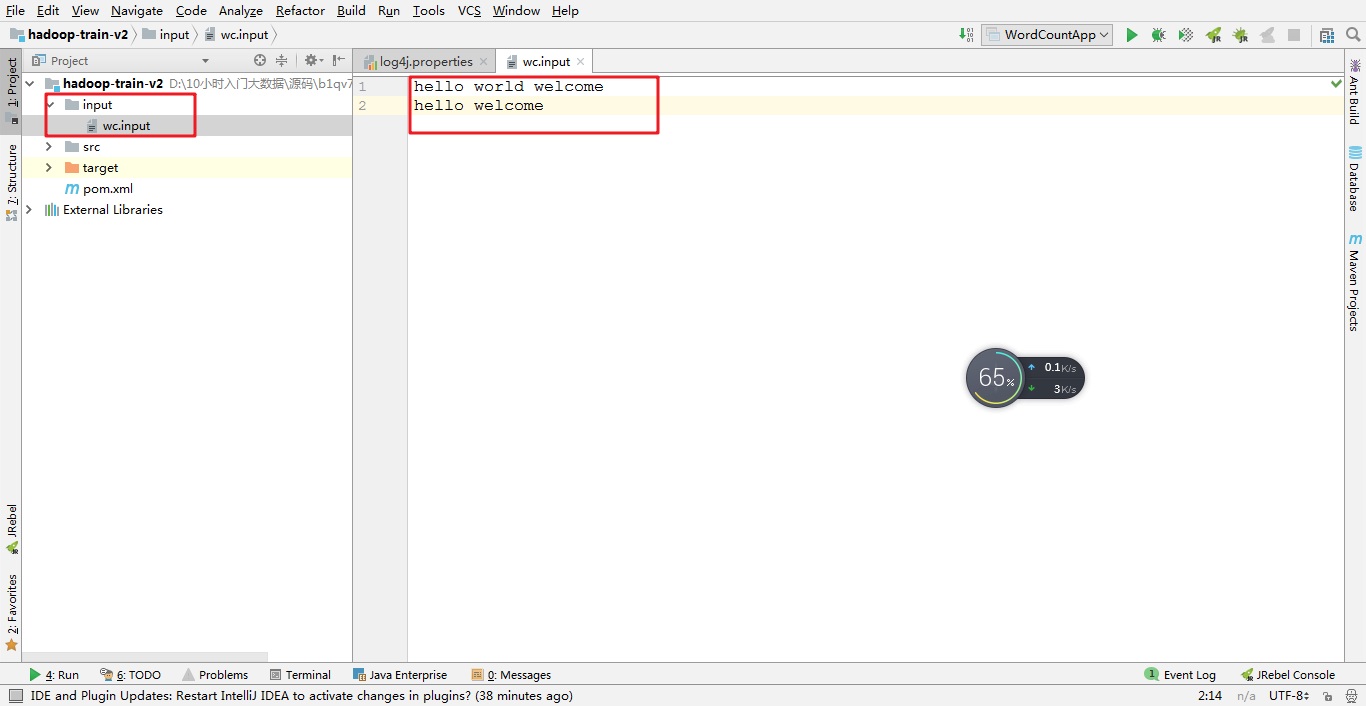 File Edit View Navigate Code Analyze Refactor Build Run Tools VCS Window Help
hadoop-train-v2 input wc.input WordCountApp
1: Project
7: Structure
JRebel
2: Favorites
Project
hadoop-train-v2 D:\10小时入门大数据\源码\b1qv7
input
wc.input
src
target
pom.xml
External Libraries
log4j.properties wc.input
1 hello world welcome
2 hello welcome
65% 0.1K/s
3K/s
Ant Build
Database
Maven Projects
4: Run 6: TODO Problems Terminal Java Enterprise 0: Messages 1 Event Log JRebel Console
IDE and Plugin Updates: Restart IntelliJ IDEA to activate changes in plugins? (38 minutes ago) 2:14 n/a UTF-8